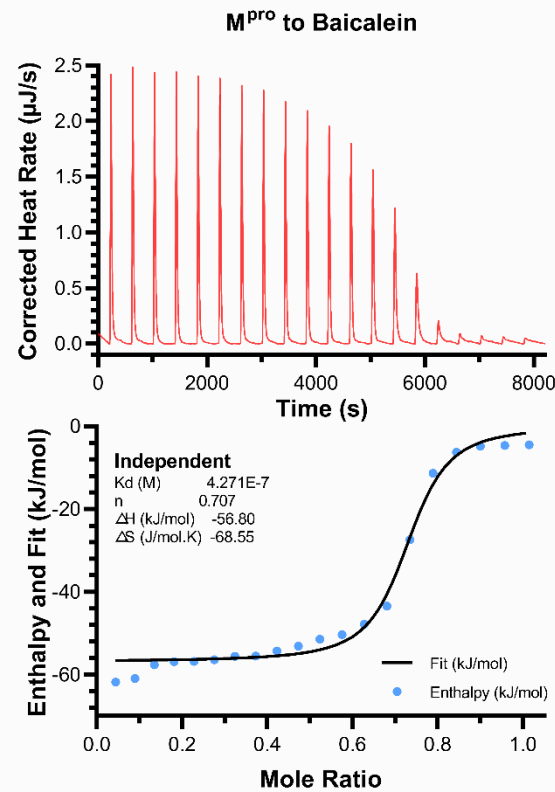 Mᵖʳᵒ to Baicalein
Corrected Heat Rate (µJ/s)
2.5
2.0
1.5
1.0
0.5
0.0
0
2000
4000
6000
8000
Time (s)
Enthalpy and Fit (kJ/mol)
0
-20
-40
-60
Independent
Kd (M) 4.271E-7
n 0.707
ΔH (kJ/mol) -56.80
ΔS (J/mol.K) -68.55
Fit (kJ/mol)
Enthalpy (kJ/mol)
0.0
0.2
0.4
0.6
0.8
1.0
Mole Ratio